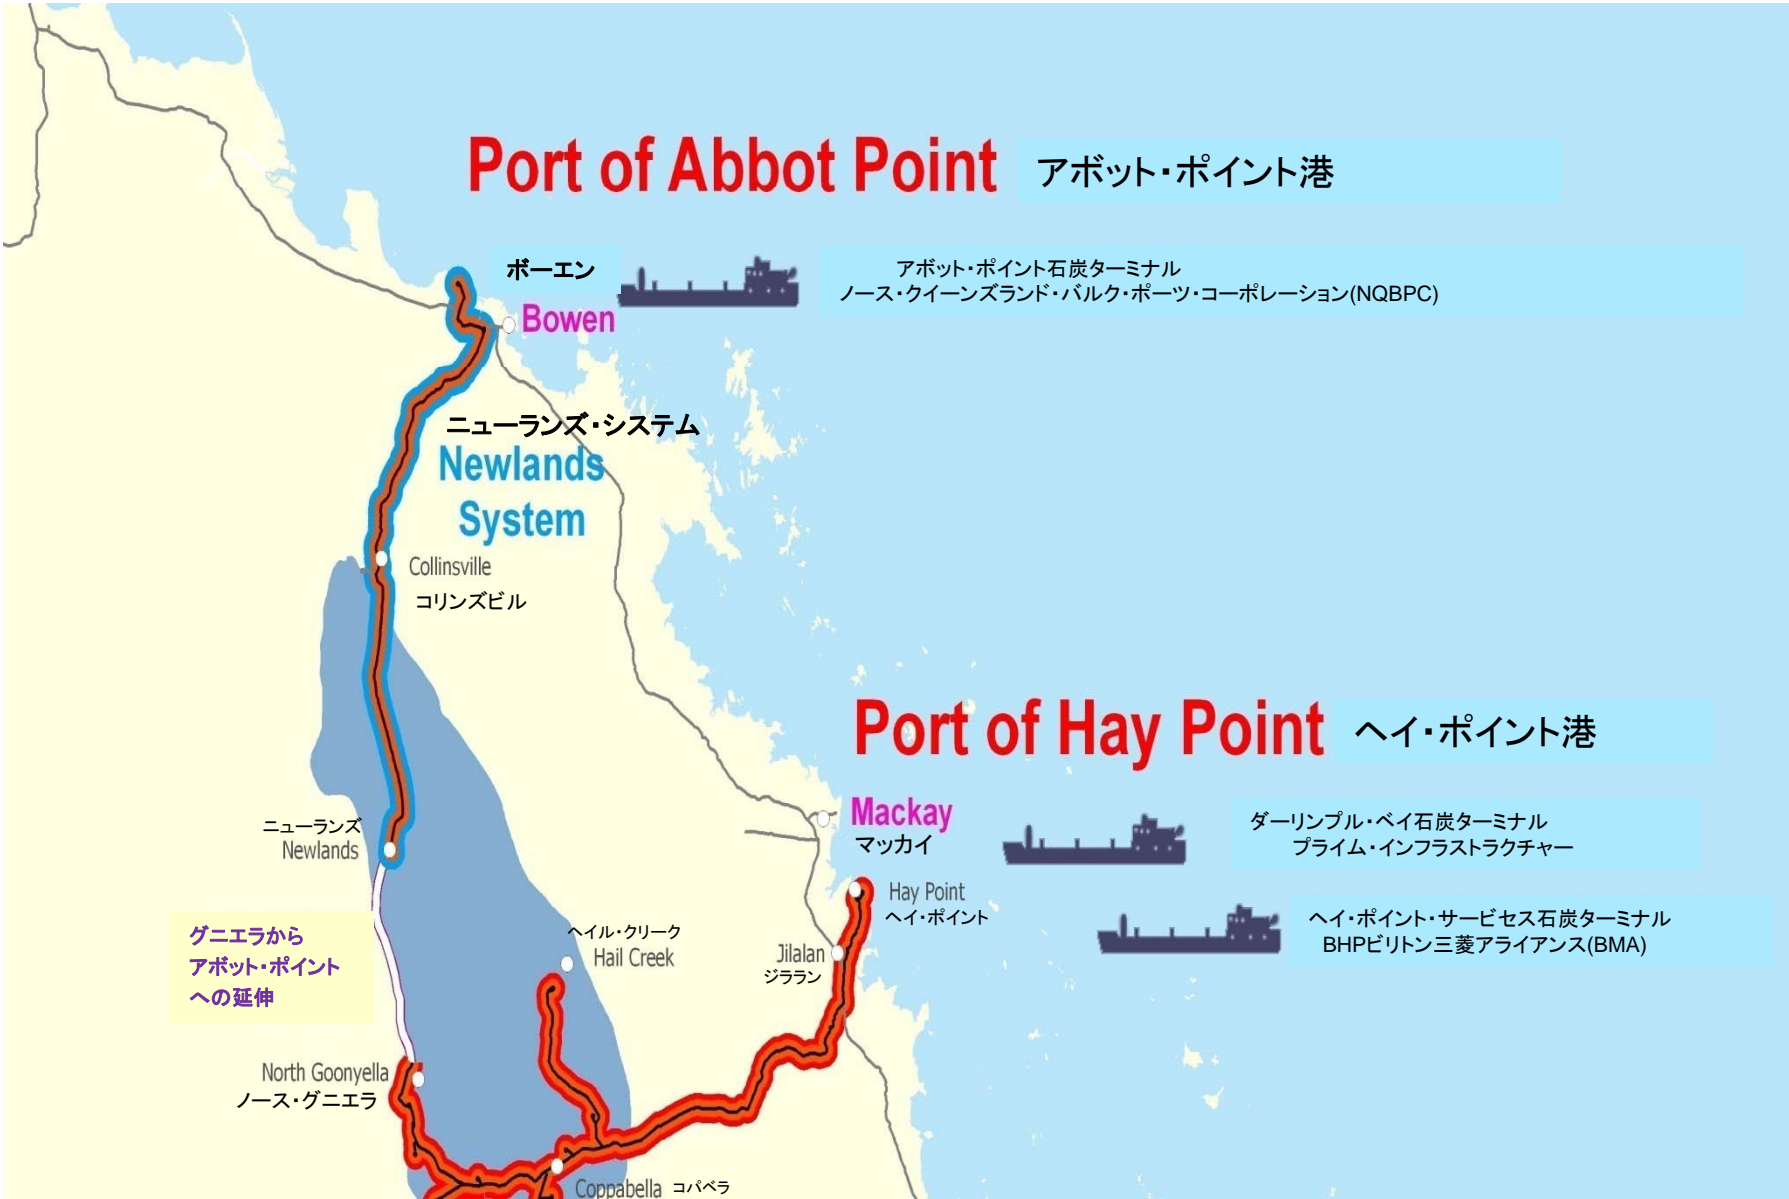 Port of Abbot Point アボット・ポイント港
ボーエン
Bowen
アボット・ポイント石炭ターミナル
ノース・クイーンズランド・バルク・ポーツ・コーポレーション(NQBPC)
ニューランズ・システム
Newlands
System
Collinsville
コリンズビル
Port of Hay Point ヘイ・ポイント港
Mackay
マッカイ
ダーリンプル・ベイ石炭ターミナル
プライム・インフラストラクチャー
ニューランズ
Newlands
Hay Point
ヘイ・ポイント
ヘイ・ポイント・サービセス石炭ターミナル
BHPビリトン三菱アライアンス(BMA)
グニエラから
アボット・ポイント
への延伸
ヘイル・クリーク
Hail Creek
Jilalan
ジララン
North Goonyella
ノース・グニエラ
Coppabella コパベラ